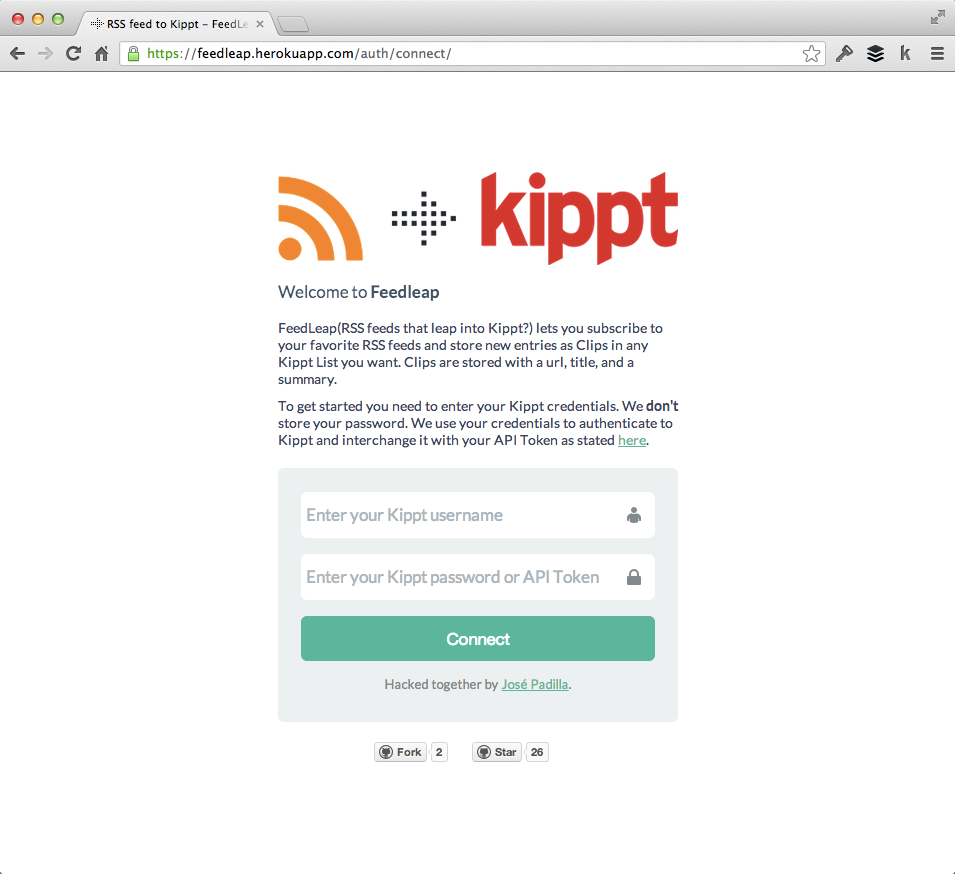 RSS feed to Kippt – FeedLe
https://feedleap.herokuapp.com/auth/connect/
k
kippt
Welcome to Feedleap
FeedLeap(RSS feeds that leap into Kippt?) lets you subscribe to
your favorite RSS feeds and store new entries as Clips in any
Kippt List you want. Clips are stored with a url, title, and a
summary.
To get started you need to enter your Kippt credentials. We don't
store your password. We use your credentials to authenticate to
Kippt and interchange it with your API Token as stated here.
Enter your Kippt username
Enter your Kippt password or API Token
Connect
Hacked together by José Padilla.
Fork 2 Star 26